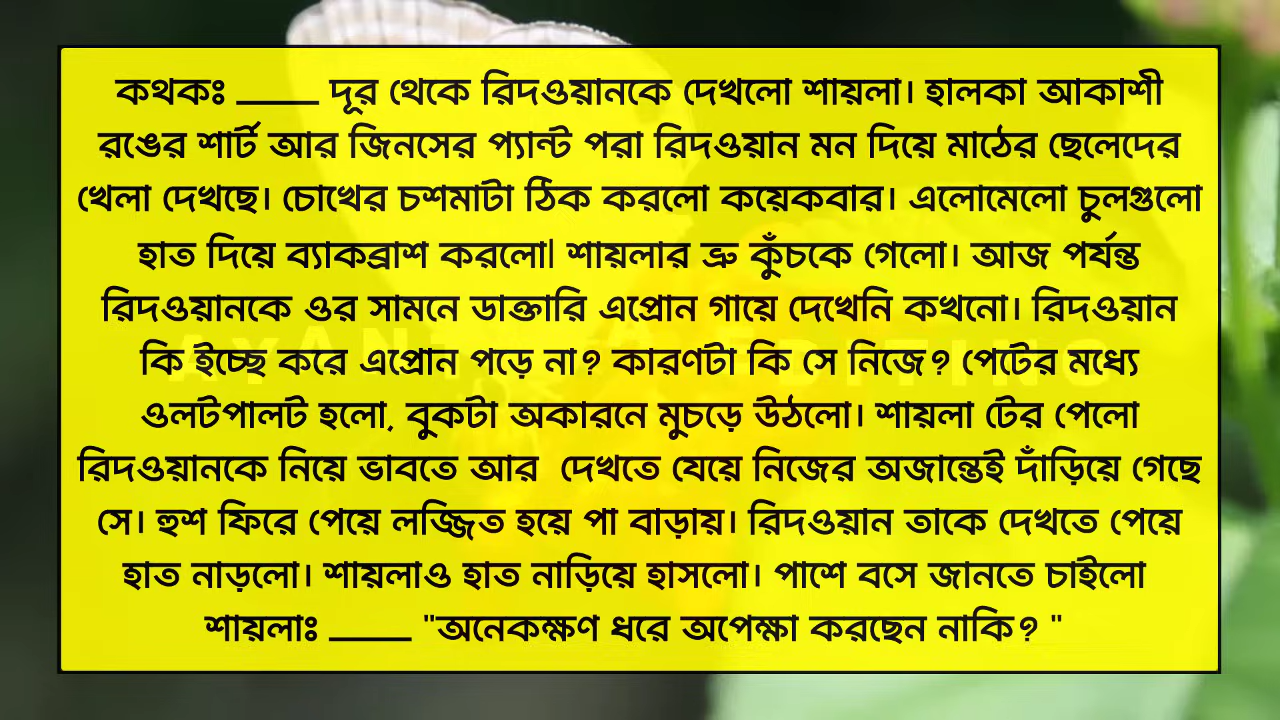 কথকঃ ____ দূর থেকে রিদওয়ানকে দেখলো শায়লা। হালকা আকাশী
রঙের শার্ট আর জিনসের প্যান্ট পরা রিদওয়ান মন দিয়ে মাঠের ছেলেদের
খেলা দেখছে। চোখের চশমাটা ঠিক করলো কয়েকবার। এলোমেলো চুলগুলো
হাত দিয়ে ব্যাকব্রাশ করলো৷ শায়লার ভ্রু কুঁচকে গেলো। আজ পর্যন্ত
রিদওয়ানকে ওর সামনে ডাক্তারি এপ্রোন গায়ে দেখেনি কখনো। রিদওয়ান
কি ইচ্ছে করে এপ্রোন পড়ে না? কারণটা কি সে নিজে? পেটের মধ্যে
ওলটপালট হলো, বুকটা অকারনে মুচড়ে উঠলো। শায়লা টের পেলো
রিদওয়ানকে নিয়ে ভাবতে আর দেখতে যেয়ে নিজের অজান্তেই দাঁড়িয়ে গেছে
সে। হুশ ফিরে পেয়ে লজ্জিত হয়ে পা বাড়ায়। রিদওয়ান তাকে দেখতে পেয়ে
হাত নাড়লো। শায়লাও হাত নাড়িয়ে হাসলো। পাশে বসে জানতে চাইলো
শায়লাঃ ____ "অনেকক্ষণ ধরে অপেক্ষা করছেন নাকি? "